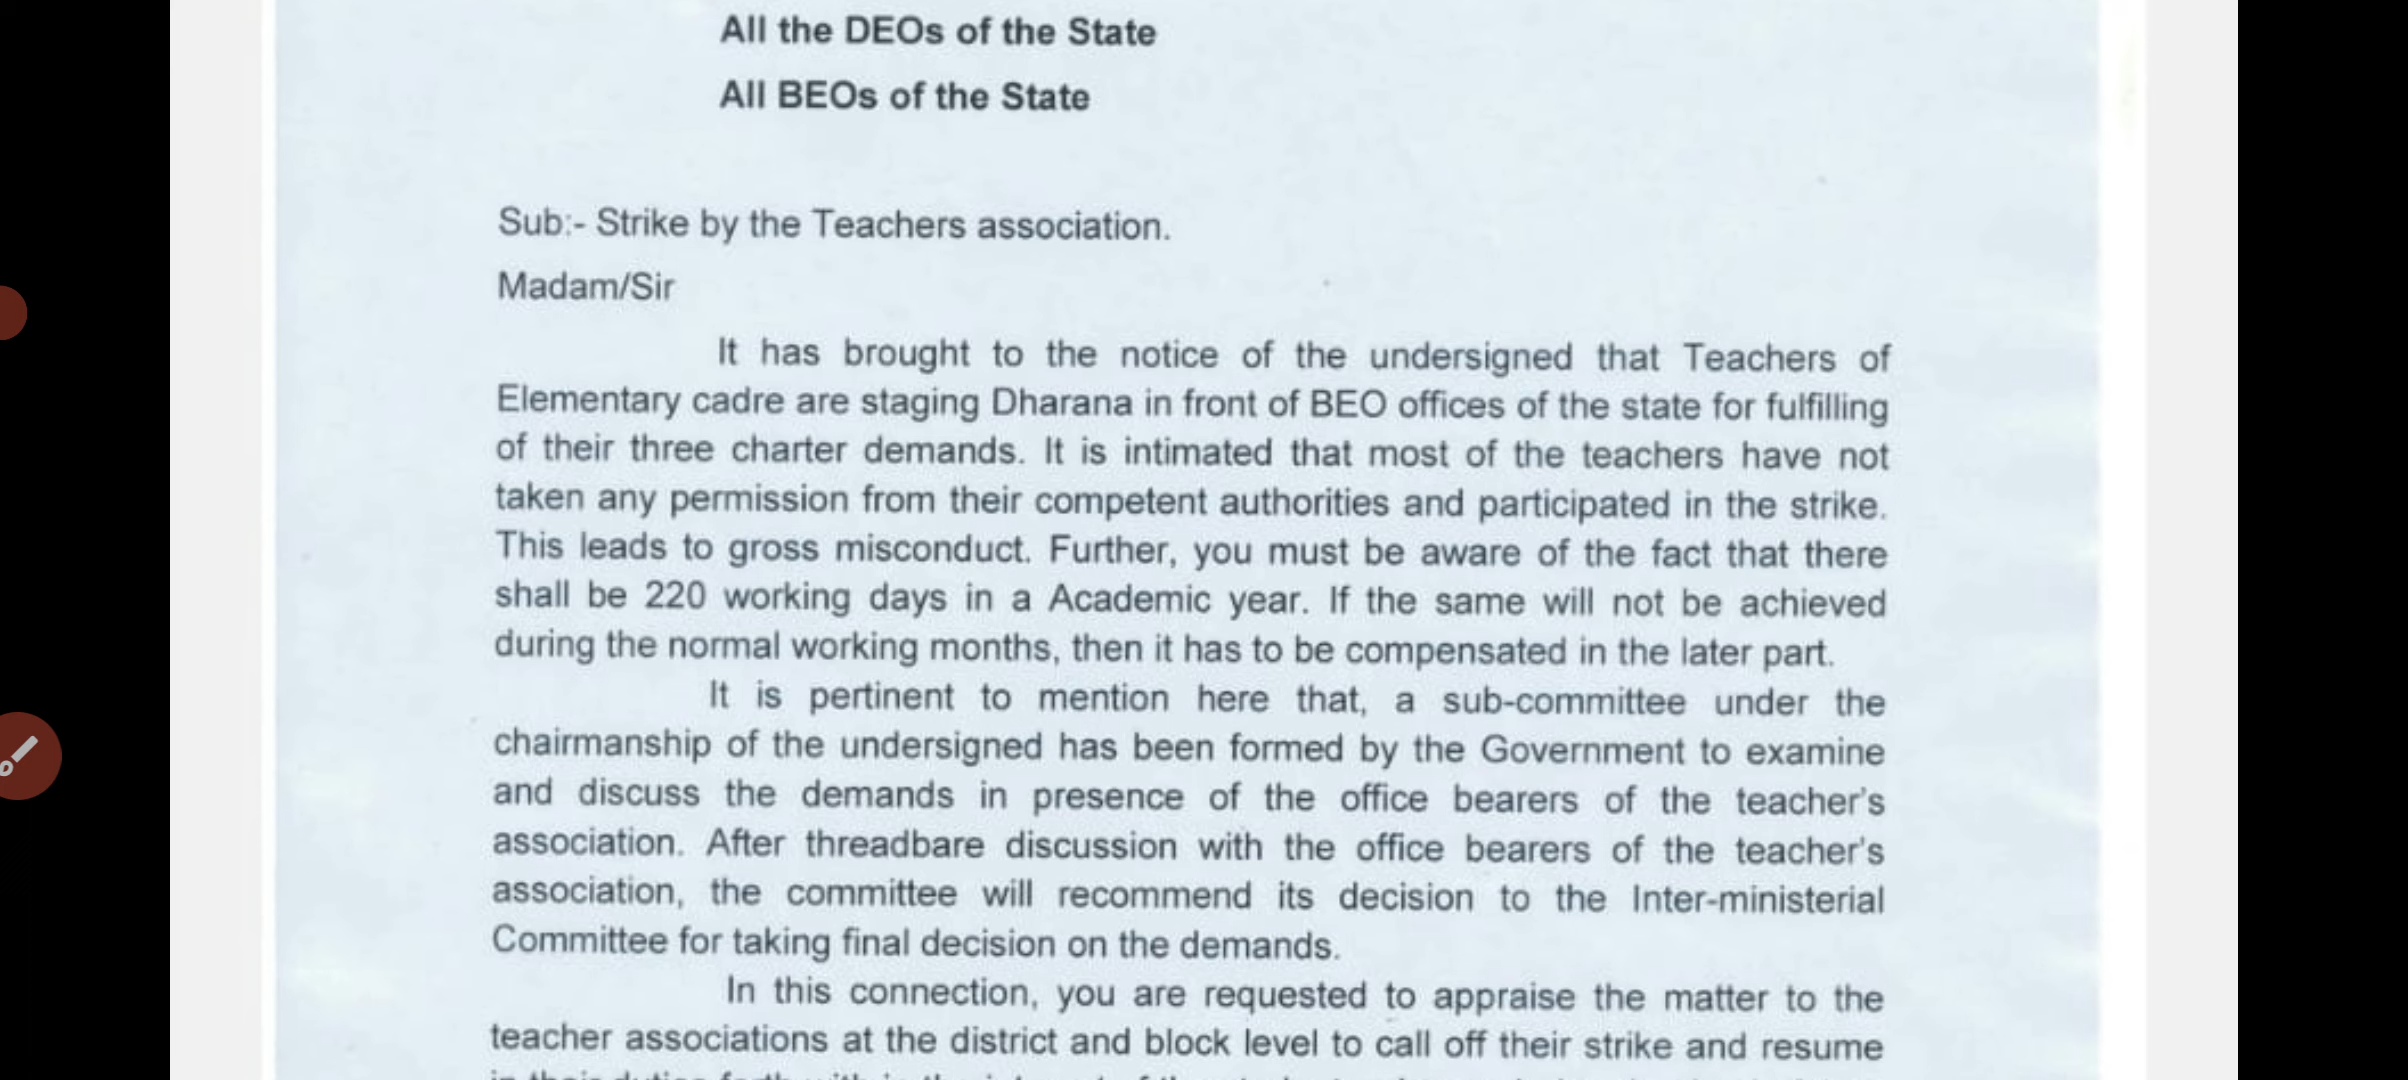 All the DEOs of the State
All BEOs of the State
Sub:- Strike by the Teachers association.
Madam/Sir
It has brought to the notice of the undersigned that Teachers of
Elementary cadre are staging Dharana in front of BEO offices of the state for fulfilling
of their three charter demands. It is intimated that most of the teachers have not
taken any permission from their competent authorities and participated in the strike.
This leads to gross misconduct. Further, you must be aware of the fact that there
shall be 220 working days in a Academic year. If the same will not be achieved
during the normal working months, then it has to be compensated in the later part.
It is pertinent to mention here that, a sub-committee under the
chairmanship of the undersigned has been formed by the Government to examine
and discuss the demands in presence of the office bearers of the teacher's
association. After threadbare discussion with the office bearers of the teacher's
association, the committee will recommend its decision to the Inter-ministerial
Committee for taking final decision on the demands.
In this connection, you are requested to appraise the matter to the
teacher associations at the district and block level to call off their strike and resume